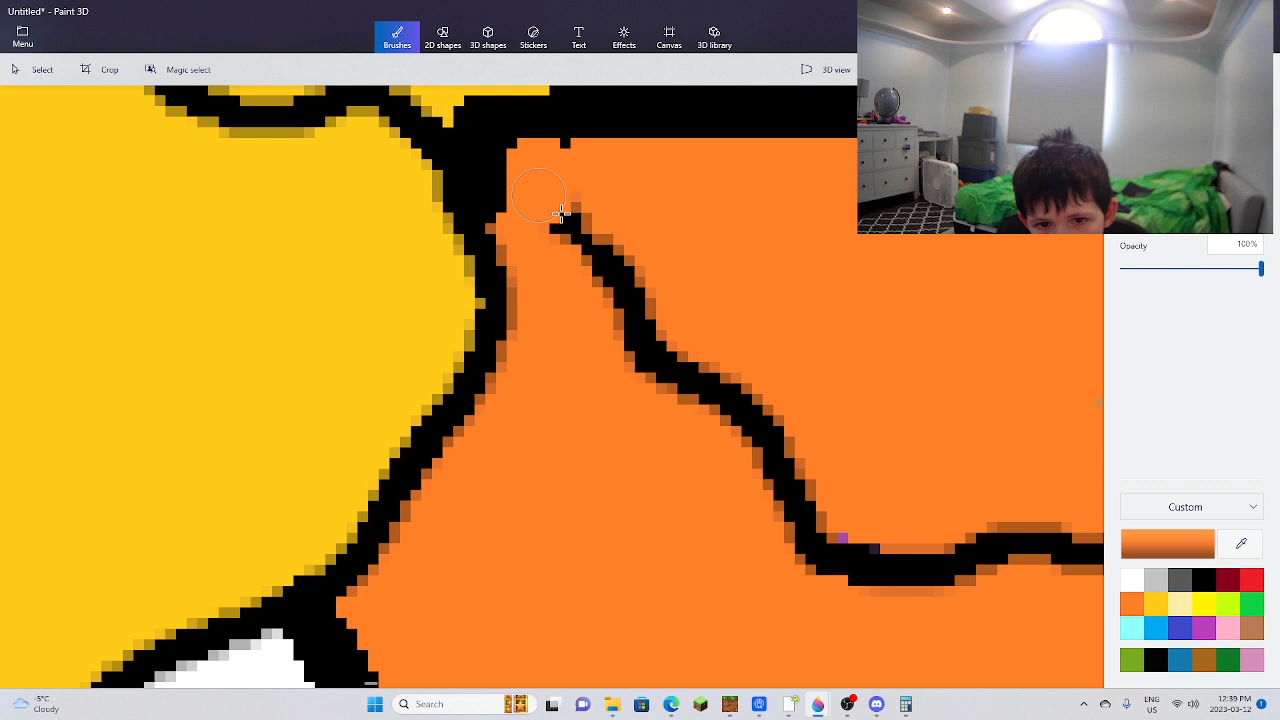 Untitled* - Paint 3D
Menu
Brushes
2D shapes
3D shapes
Stickers
Text
Effects
Canvas
3D library
Select
Crop
Magic select
3D view
Opacity
100%
Custom
-5°C
Cloudy
Search
ENG
US
12:39 PM
2023-03-12